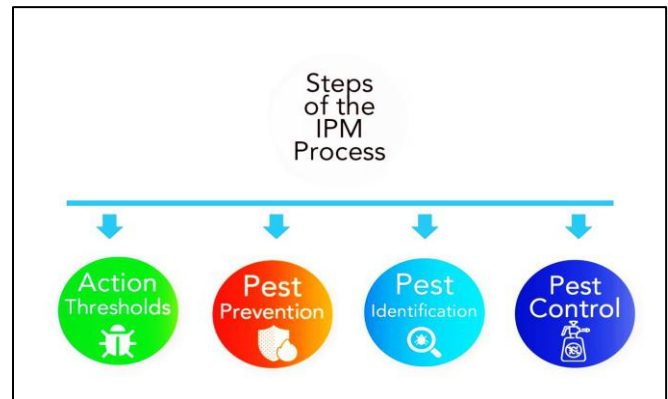 Steps
of the
IPM
Process
Action
Thresholds
Pest
Prevention
Pest
Identification
Pest
Control